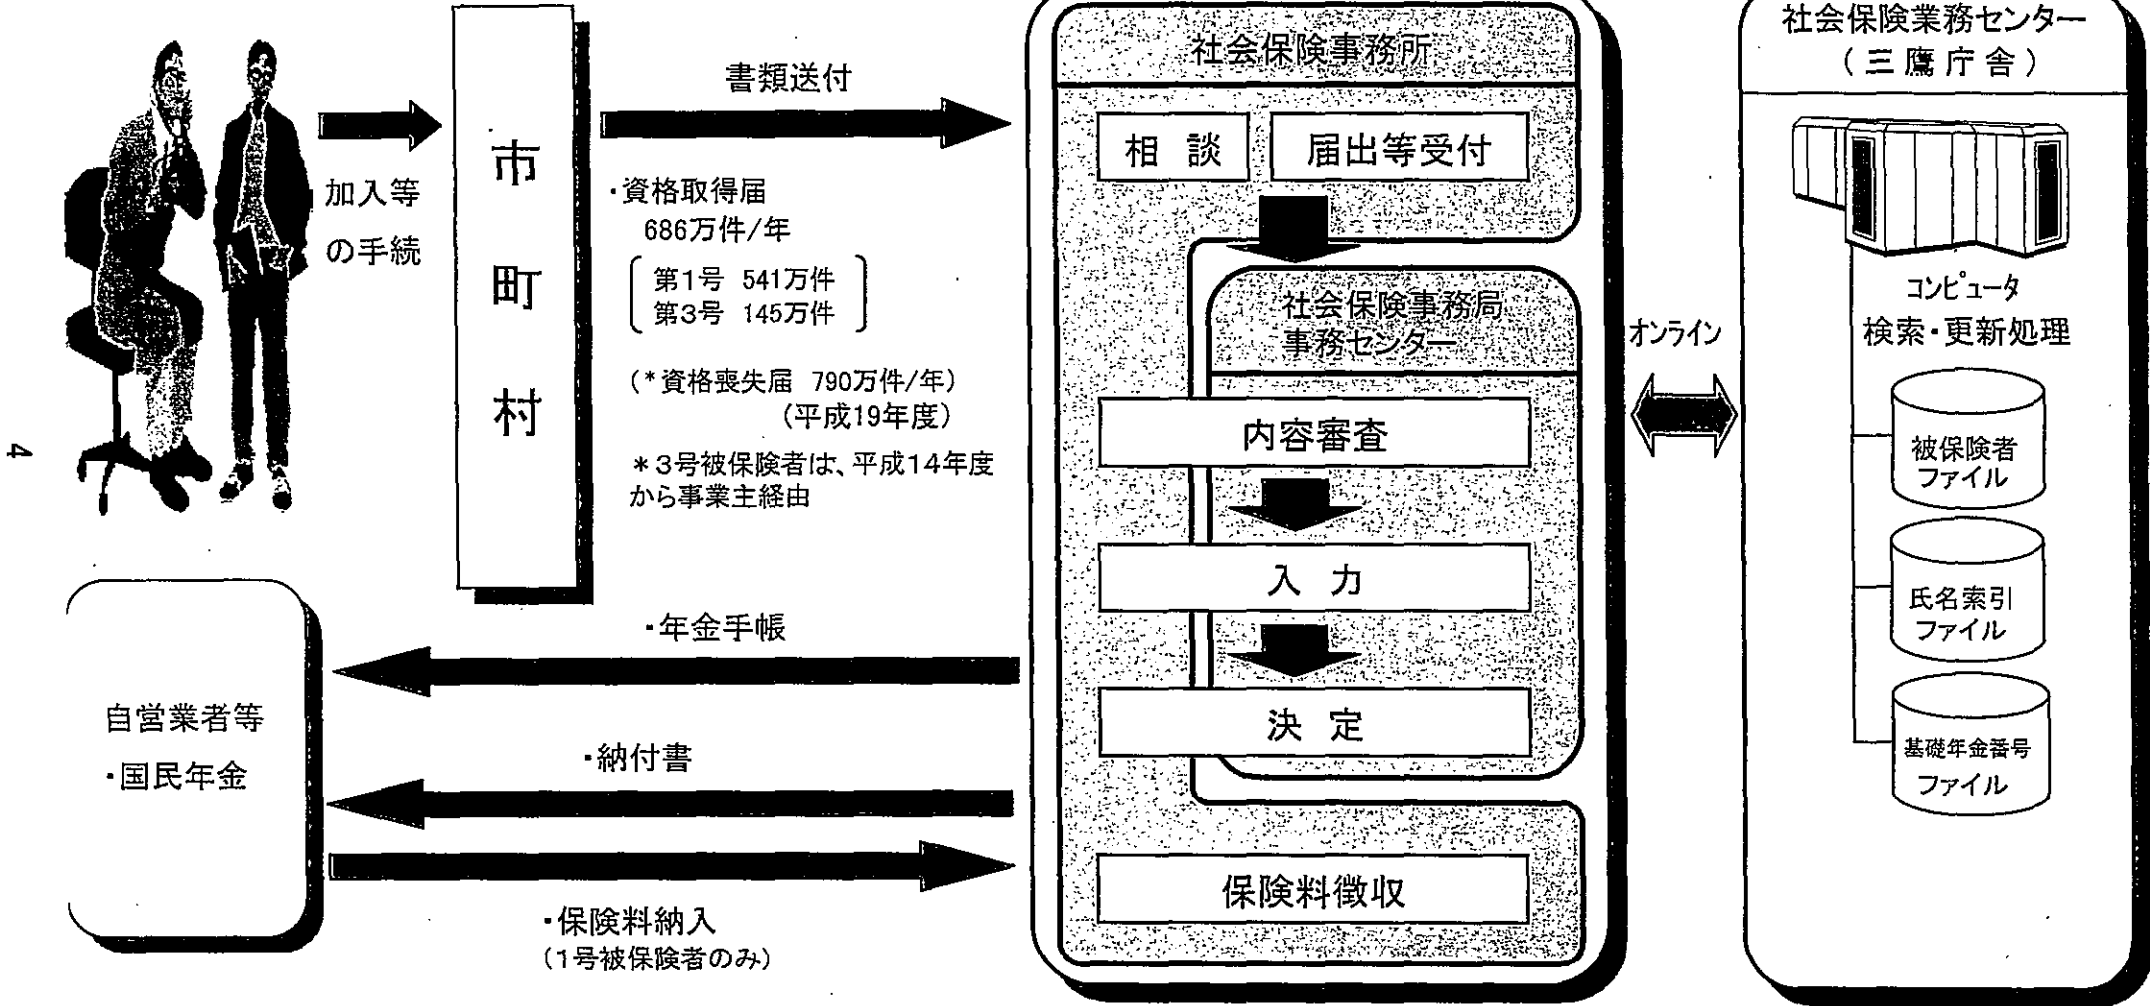 加入等
の手続
市町村
書類送付
・資格取得届
686万件/年
第1号 541万件
第3号 145万件
(*資格喪失届 790万件/年)
(平成19年度)
*3号被保険者は、平成14年度
から事業主経由
社会保険事務所
相 談
届出等受付
社会保険事務局
事務センター
内容審査
入 力
決 定
保険料徴収
オンライン
社会保険業務センター
(三鷹庁舎)
コンピュータ
検索・更新処理
被保険者
ファイル
氏名索引
ファイル
基礎年金番号
ファイル
自営業者等
・国民年金
・年金手帳
・納付書
・保険料納入
(1号被保険者のみ)
4